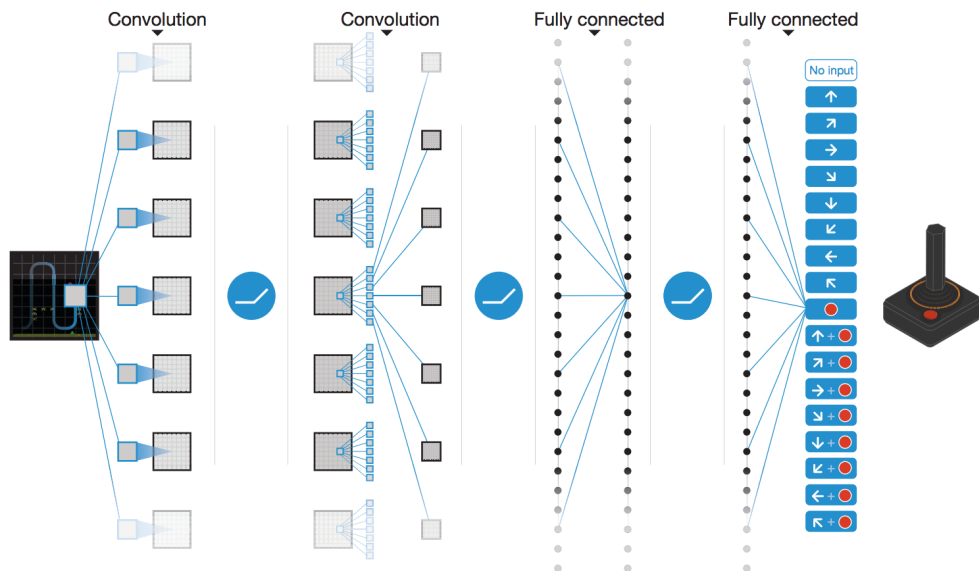 Convolution
Convolution
Fully connected
Fully connected
No input
+
+
+
+
+
+
+
+